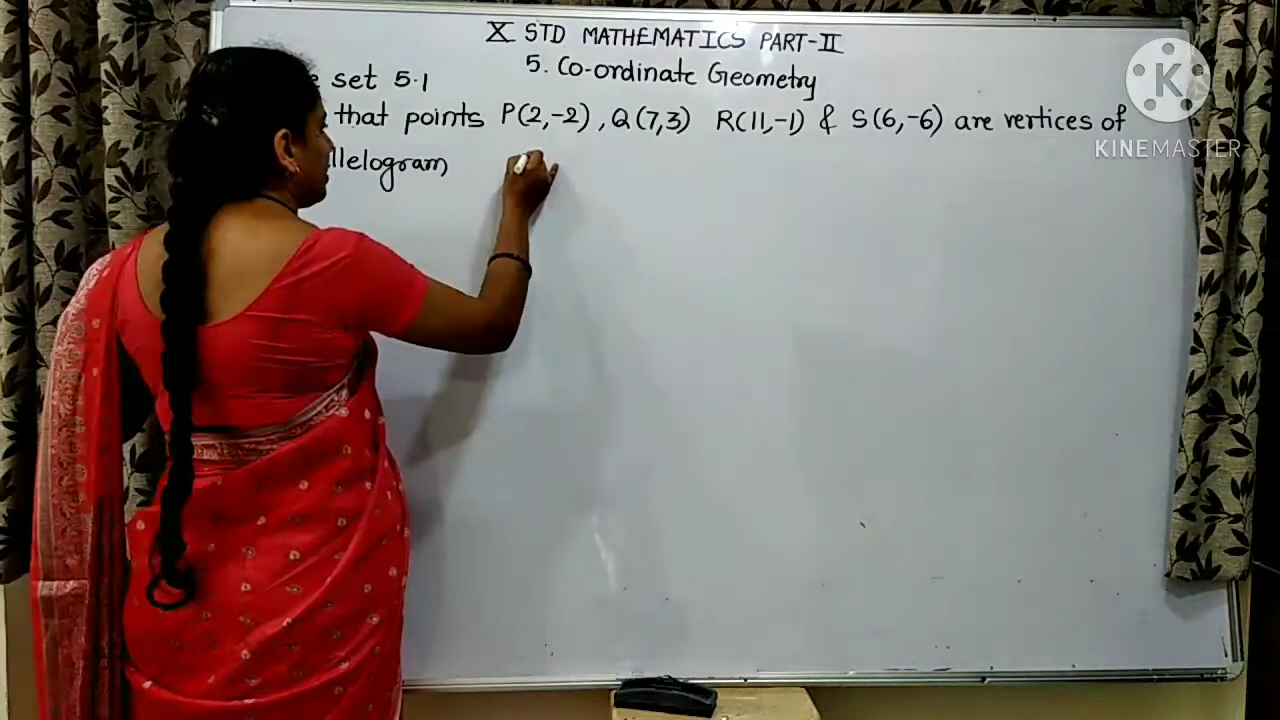 X STD MATHEMATICS PART-II
5. Co-ordinate Geometry
set 5.1
that points P(2,-2), Q(7,3) R(11,-1) & S(6,-6) are vertices of
llelogram
K
KINEMASTER